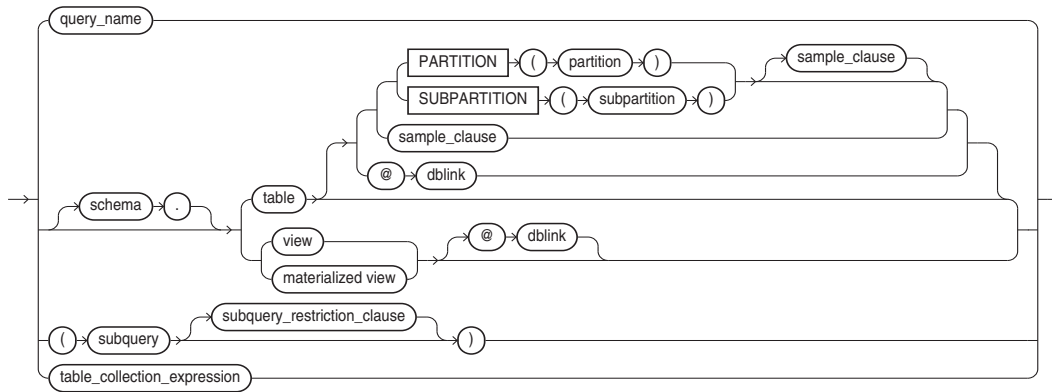 query_name
PARTITION ( partition ) sample_clause
SUBPARTITION ( subpartition )
sample_clause
@ dblink
schema . table
view @ dblink
materialized view
( subquery subquery_restriction_clause )
table_collection_expression